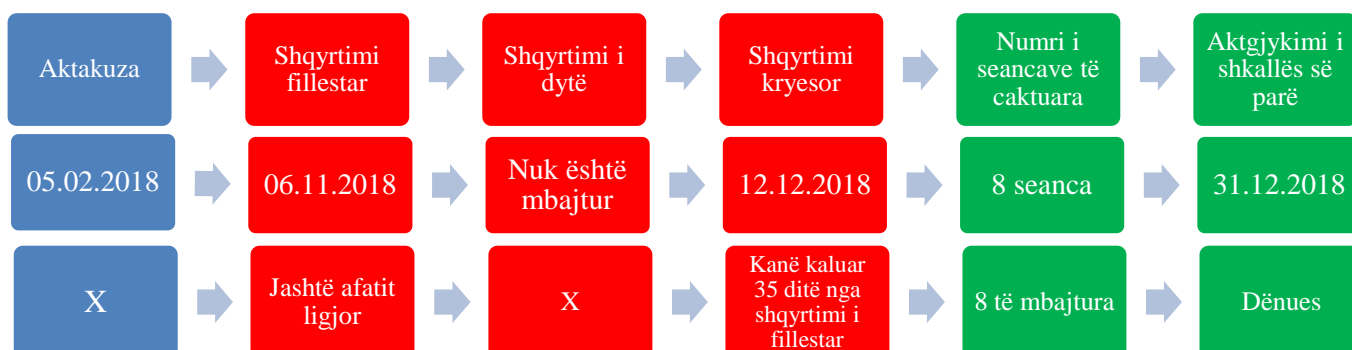 Aktakuza
Shqyrtimi
fillestar
Shqyrtimi i
dytë
Shqyrtimi
kryesor
Numri i
seancave të
caktuara
Aktgjykimi i
shkallës së
parë
05.02.2018
06.11.2018
Nuk është
mbajtur
12.12.2018
8 seanca
31.12.2018
X
Jashtë afatit
ligjor
X
Kanë kaluar
35 ditë nga
shqyrtimi i
fillestar
8 të mbajtura
Dënues